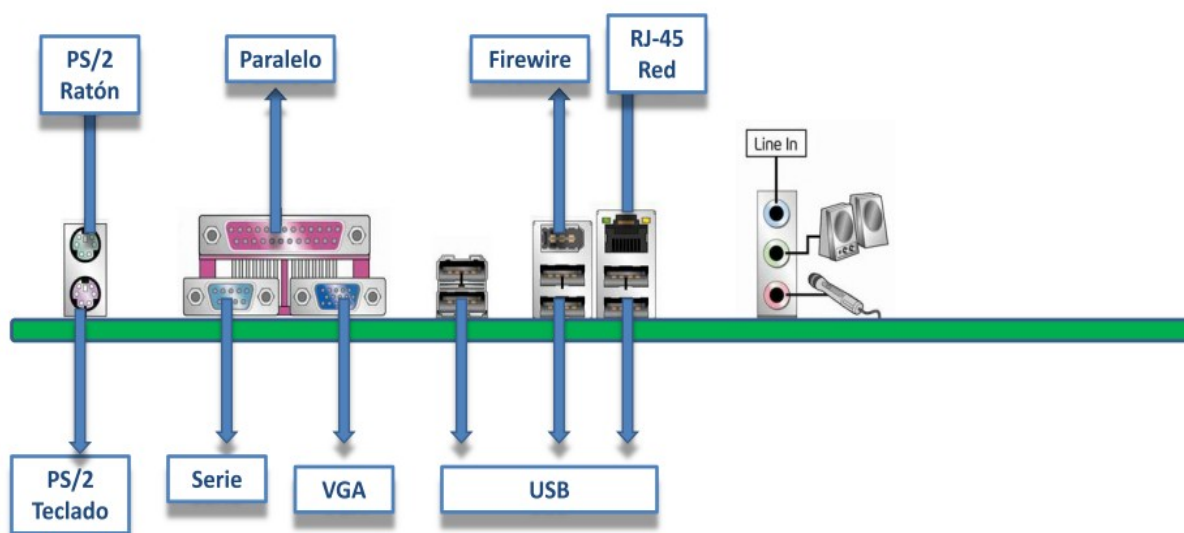 PS/2
Ratón
Paralelo
Firewire
RJ-45
Red
Line In
PS/2
Teclado
Serie
VGA
USB